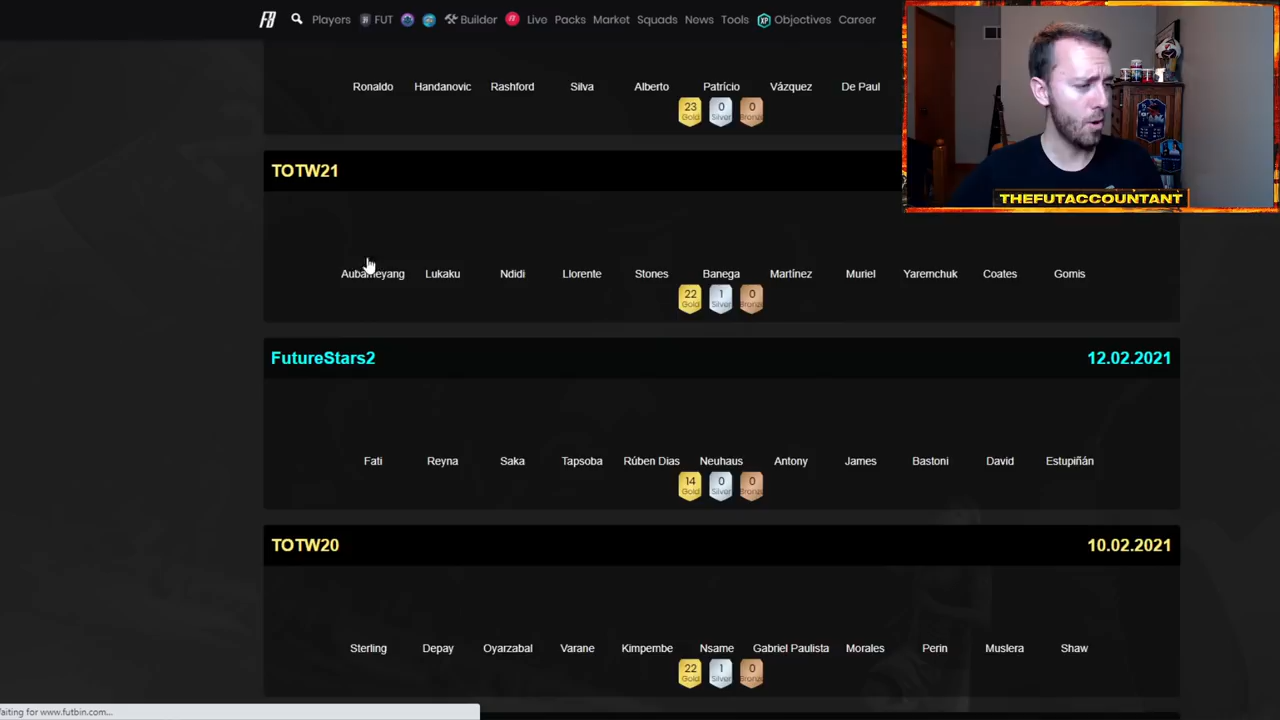 Players FUT Builder Live Packs Market Squads News Tools XP Objectives Career
THEFUTACCOUNTANT
Ronaldo Handanovic Rashford Silva Alberto Patrício Vázquez De Paul
23 0 0
Gold Silver Bronze
TOTW21
Aubameyang Lukaku Ndidi Llorente Stones Banega Martínez Muriel Yaremchuk Coates Gomis
22 1 0
Gold Silver Bronze
FutureStars2 12.02.2021
Fati Reyna Saka Tapsoba Rúben Dias Neuhaus Antony James Bastoni David Estupiñán
14 0 0
Gold Silver Bronze
TOTW20 10.02.2021
Sterling Depay Oyarzabal Varane Kimpembe Nsame Gabriel Paulista Morales Perin Muslera Shaw
22 1 0
Gold Silver Bronze
aiting for www.futbin.com...